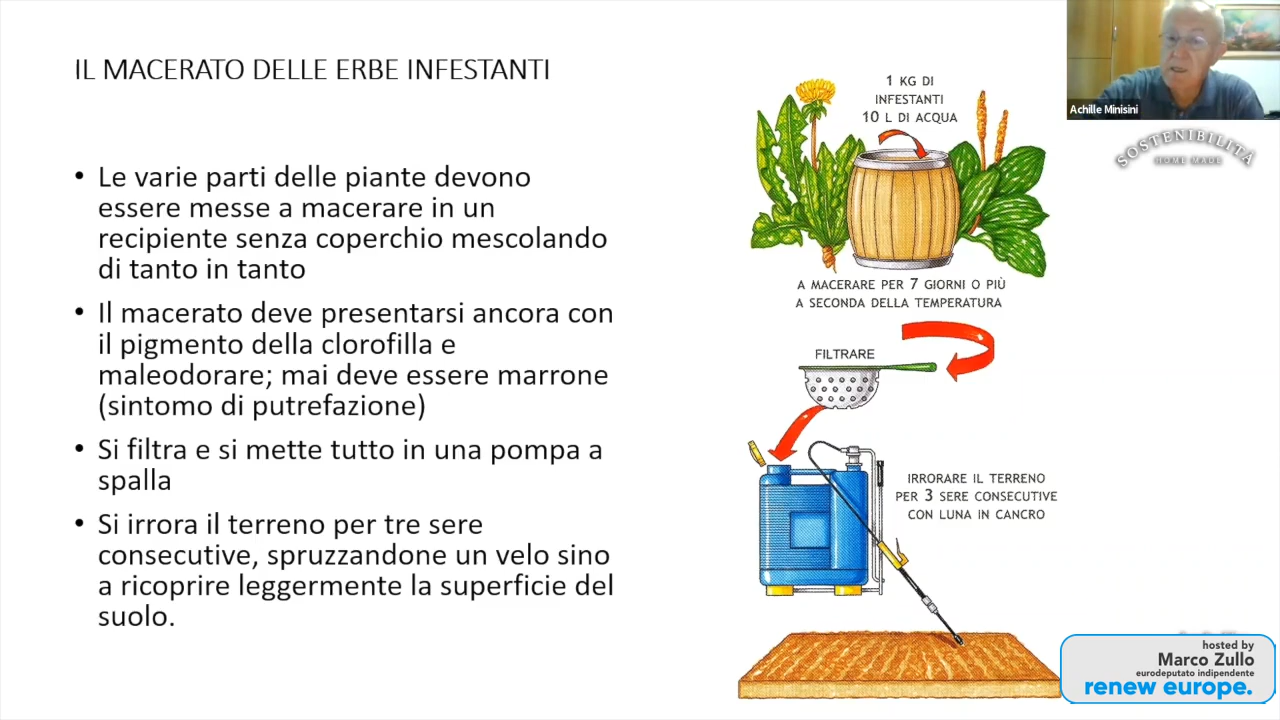 IL MACERATO DELLE ERBE INFESTANTI
• Le varie parti delle piante devono
essere messe a macerare in un
recipiente senza coperchio mescolando
di tanto in tanto
• Il macerato deve presentarsi ancora con
il pigmento della clorofilla e
maleodorare; mai deve essere marrone
(sintomo di putrefazione)
• Si filtra e si mette tutto in una pompa a
spalla
• Si irrora il terreno per tre sere
consecutive, spruzzandone un velo sino
a ricoprire leggermente la superficie del
suolo.
1 KG DI
INFESTANTI
10 L DI ACQUA
A MACERARE PER 7 GIORNI O PIÙ
A SECONDA DELLA TEMPERATURA
FILTRARE
IRRORARE IL TERRENO
PER 3 SERE CONSECUTIVE
CON LUNA IN CANCRO
Achille Minisini
SOSTENIBILITÀ
HOME MADE
hosted by
Marco Zullo
eurodeputato indipendente
renew europe.